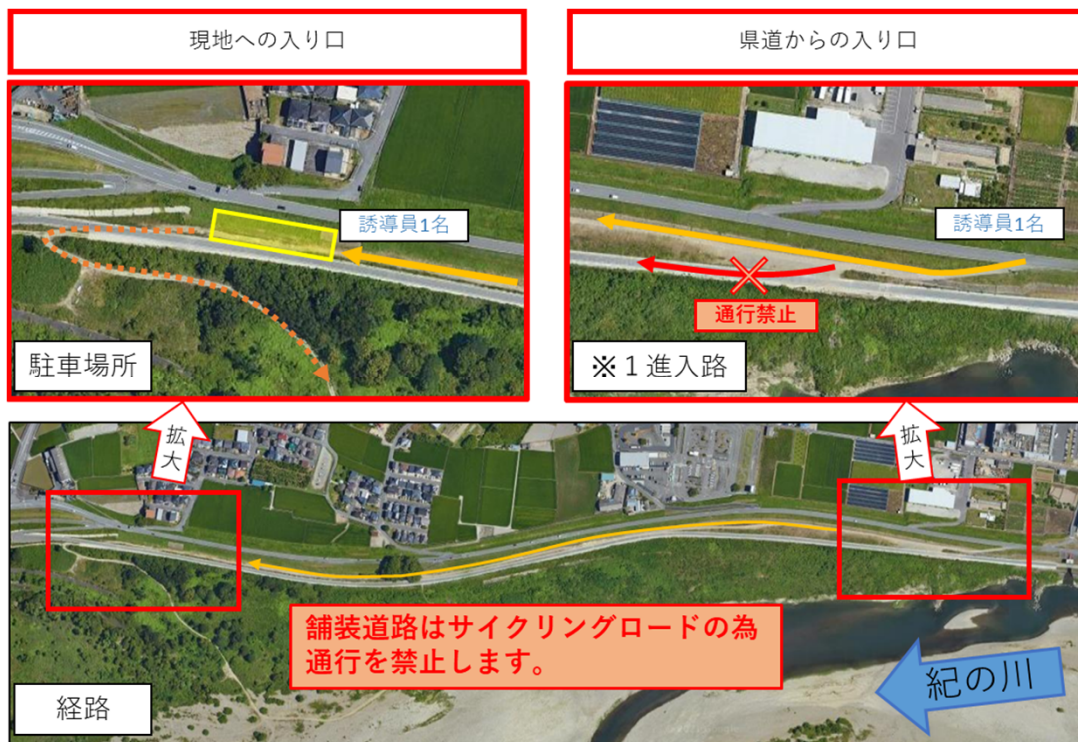 現地への入り口
県道からの入り口
誘導員1名
駐車場所
誘導員1名
通行禁止
※1進入路
拡大
拡大
舗装道路はサイクリングロードの為
通行を禁止します。
紀の川
経路